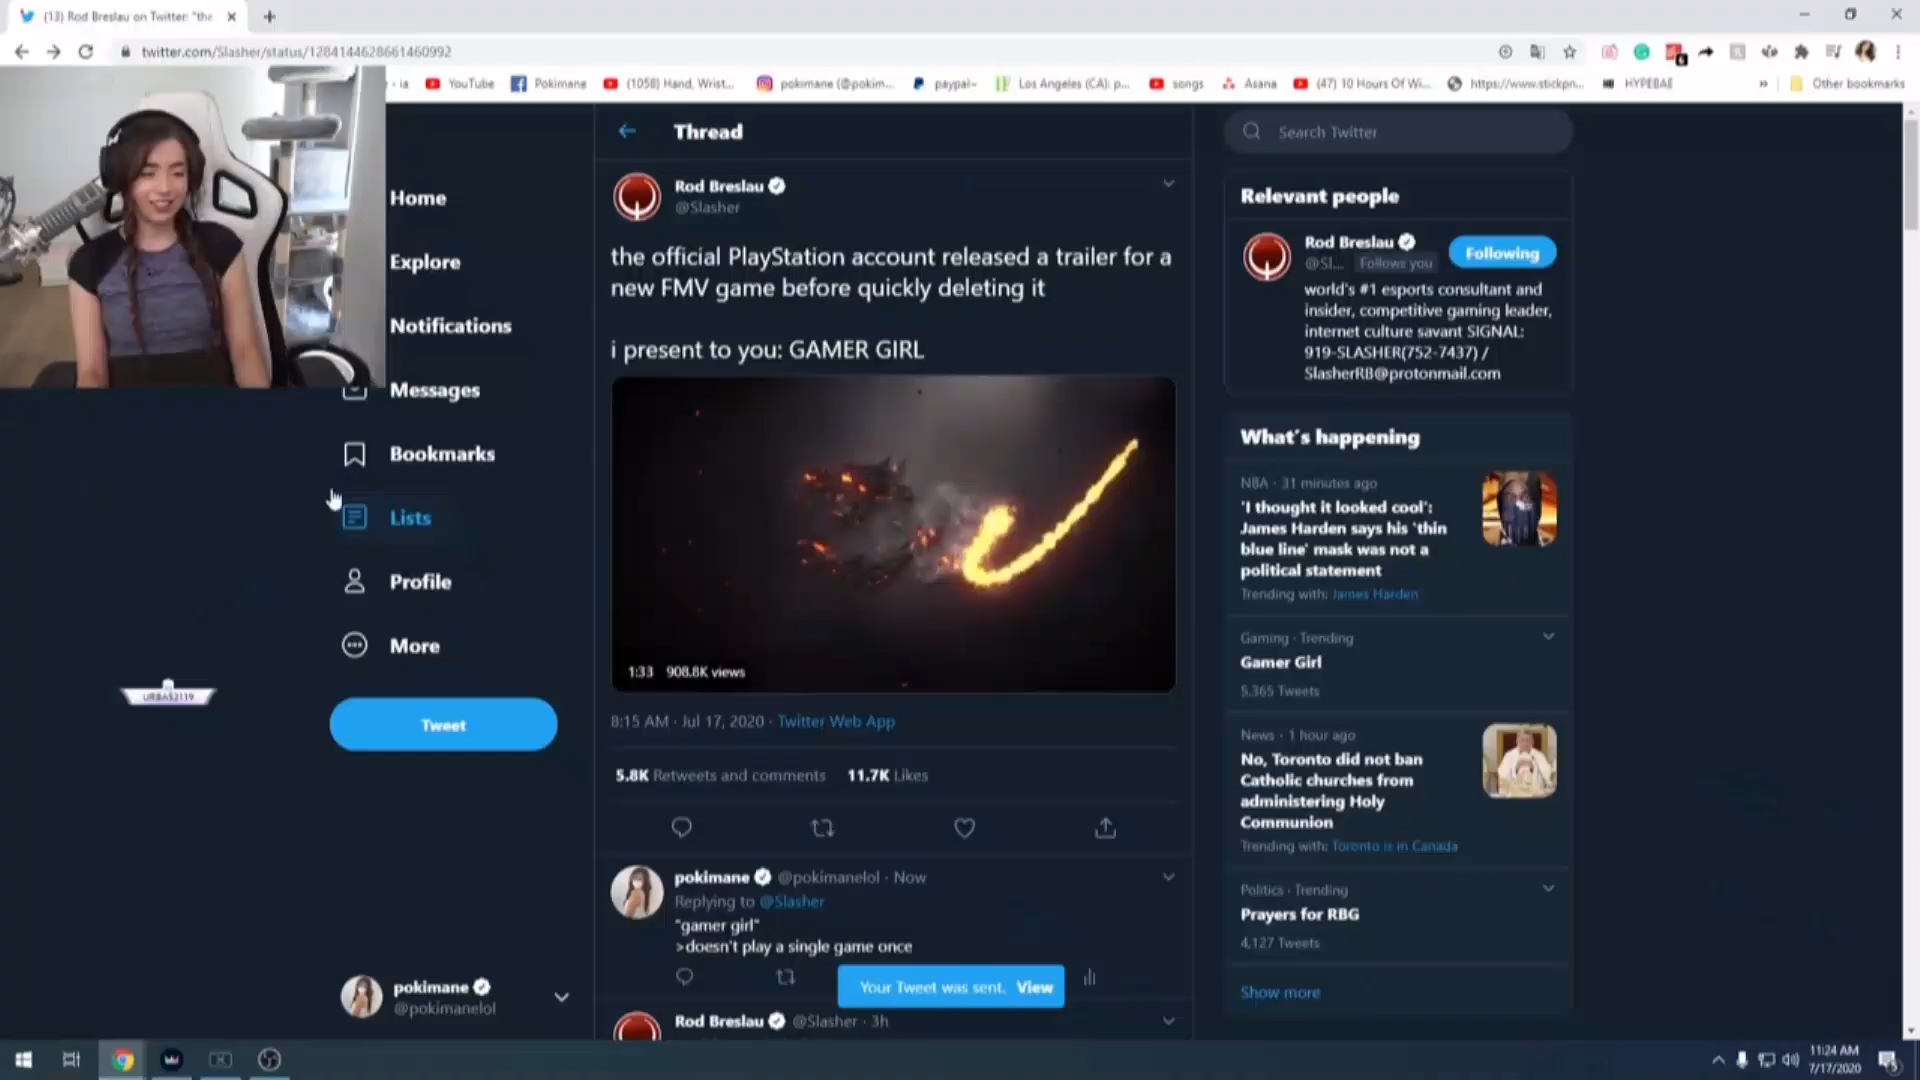 (13) Rod Breslau on Twitter: "the
twitter.com/Slasher/status/1284144628661460992
ia
YouTube
Pokimane
(1058) Hand, Wrist...
pokimane (@pokim...
paypal~
Los Angeles (CA): p...
songs
Asana
(47) 10 Hours Of Wi...
https://www.stickpn...
HYPEBAE
»
Other bookmarks
Home
Explore
Notifications
Messages
Bookmarks
Lists
Profile
More
Tweet
URBAS2119
pokimane
@pokimanelol
Thread
Rod Breslau
@Slasher
the official PlayStation account released a trailer for a
new FMV game before quickly deleting it
i present to you: GAMER GIRL
1:33 908.8K views
8:15 AM · Jul 17, 2020 · Twitter Web App
5.8K Retweets and comments 11.7K Likes
pokimane @pokimanelol · Now
Replying to @Slasher
"gamer girl"
>doesn't play a single game once
Your Tweet was sent. View
Rod Breslau @Slasher · 3h
Search Twitter
Relevant people
Rod Breslau
@Sl... Follows you
Following
world's #1 esports consultant and
insider, competitive gaming leader,
internet culture savant SIGNAL:
919-SLASHER(752-7437) /
SlasherRB@protonmail.com
What's happening
NBA · 31 minutes ago
'I thought it looked cool':
James Harden says his 'thin
blue line' mask was not a
political statement
Trending with: James Harden
Gaming · Trending
Gamer Girl
5,365 Tweets
News · 1 hour ago
No, Toronto did not ban
Catholic churches from
administering Holy
Communion
Trending with: Toronto is in Canada
Politics · Trending
Prayers for RBG
4,127 Tweets
Show more
11:24 AM
7/17/2020